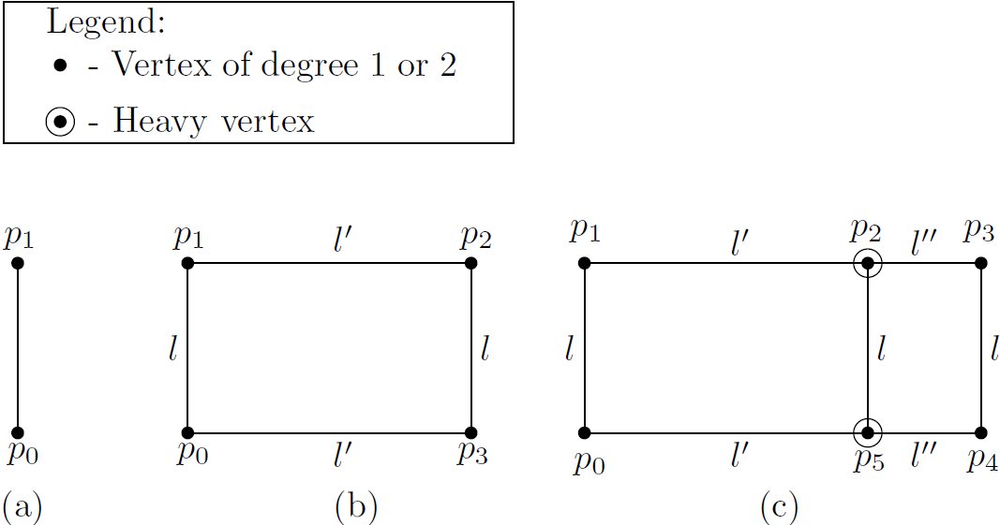 Legend:
- Vertex of degree 1 or 2
- Heavy vertex
p₁ p₁ l′ p₂ p₁ l′ p₂ l″ p₃
l l l l l
p₀ p₀ l′ p₃ p₀ l′ p₅ l″ p₄
(a) (b) (c)